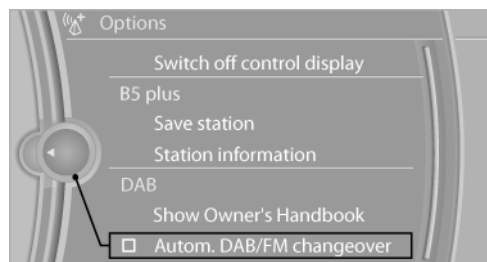 Options
Switch off control display
B5 plus
Save station
Station information
DAB
Show Owner's Handbook
Autom. DAB/FM changeover